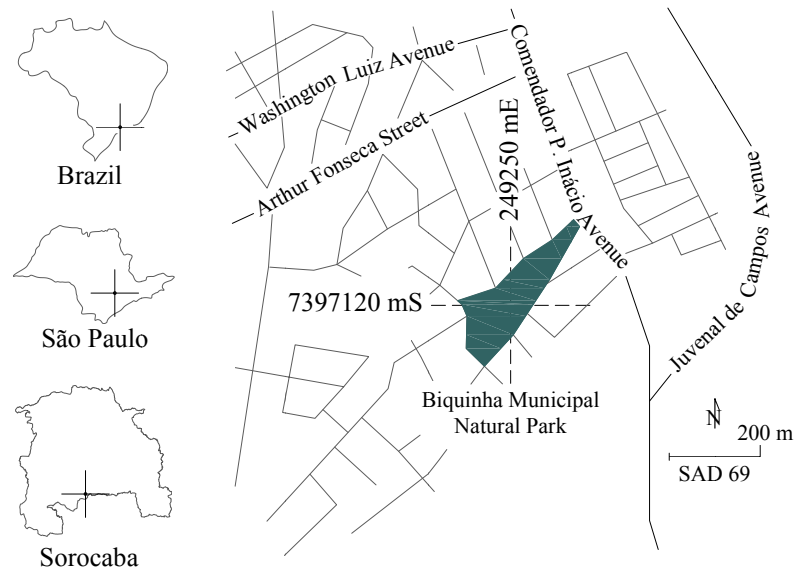 Brazil
São Paulo
Sorocaba
Washington Luiz Avenue
Arthur Fonseca Street
Comendador P. Inácio Avenue
249250 mE
7397120 mS
Juvenal de Campos Avenue
Biquinha Municipal
Natural Park
N
200 m
SAD 69